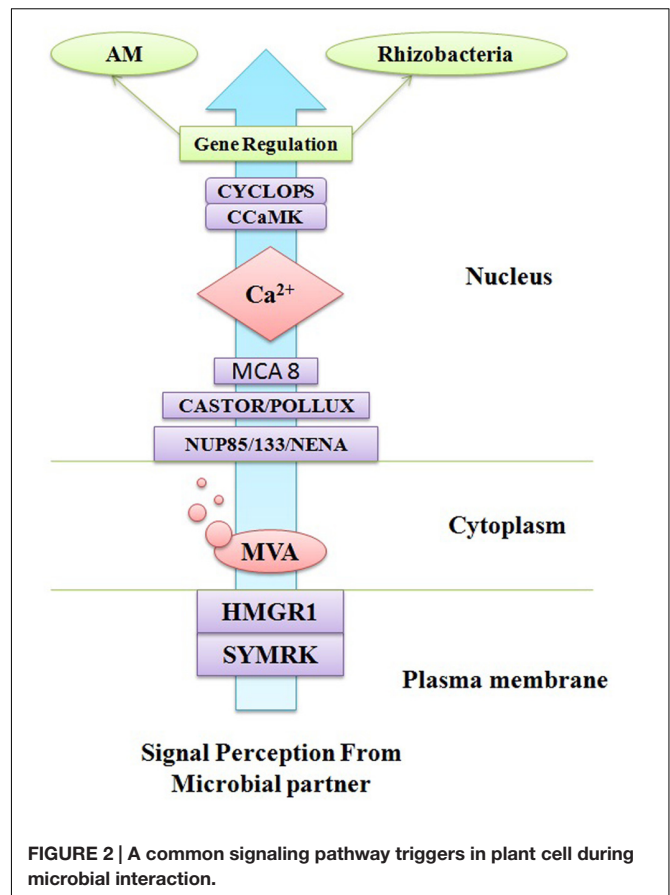 AM
Rhizobacteria
Gene Regulation
CYCLOPS
CCaMK
Nucleus
Ca²⁺
MCA 8
CASTOR/POLLUX
NUP85/133/NENA
Cytoplasm
MVA
HMGR1
SYMRK
Plasma membrane
Signal Perception From
Microbial partner
FIGURE 2 | A common signaling pathway triggers in plant cell during
microbial interaction.